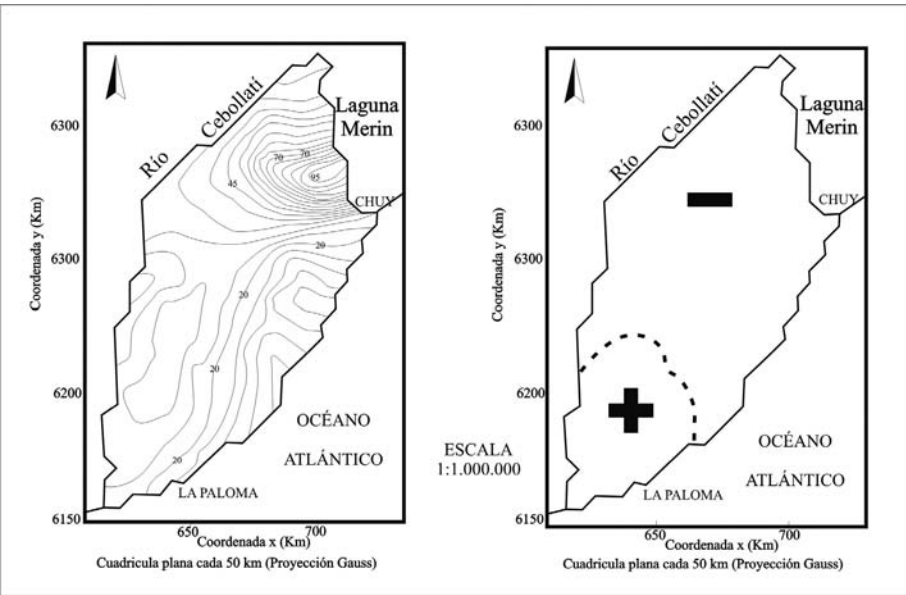 Río Cebollatí
Laguna
Merin
CHUY
70
70
95
45
20
20
20
20
OCÉANO
ATLÁNTICO
LA PALOMA
6300
6300
6200
6150
Coordenada y (Km)
650
700
Coordenada x (Km)
Cuadricula plana cada 50 km (Proyección Gauss)
ESCALA
1:1.000.000
Río Cebollatí
Laguna
Merin
CHUY
OCÉANO
ATLÁNTICO
LA PALOMA
6300
6300
6200
6150
Coordenada y (Km)
650
700
Coordenada x (Km)
Cuadricula plana cada 50 km (Proyección Gauss)